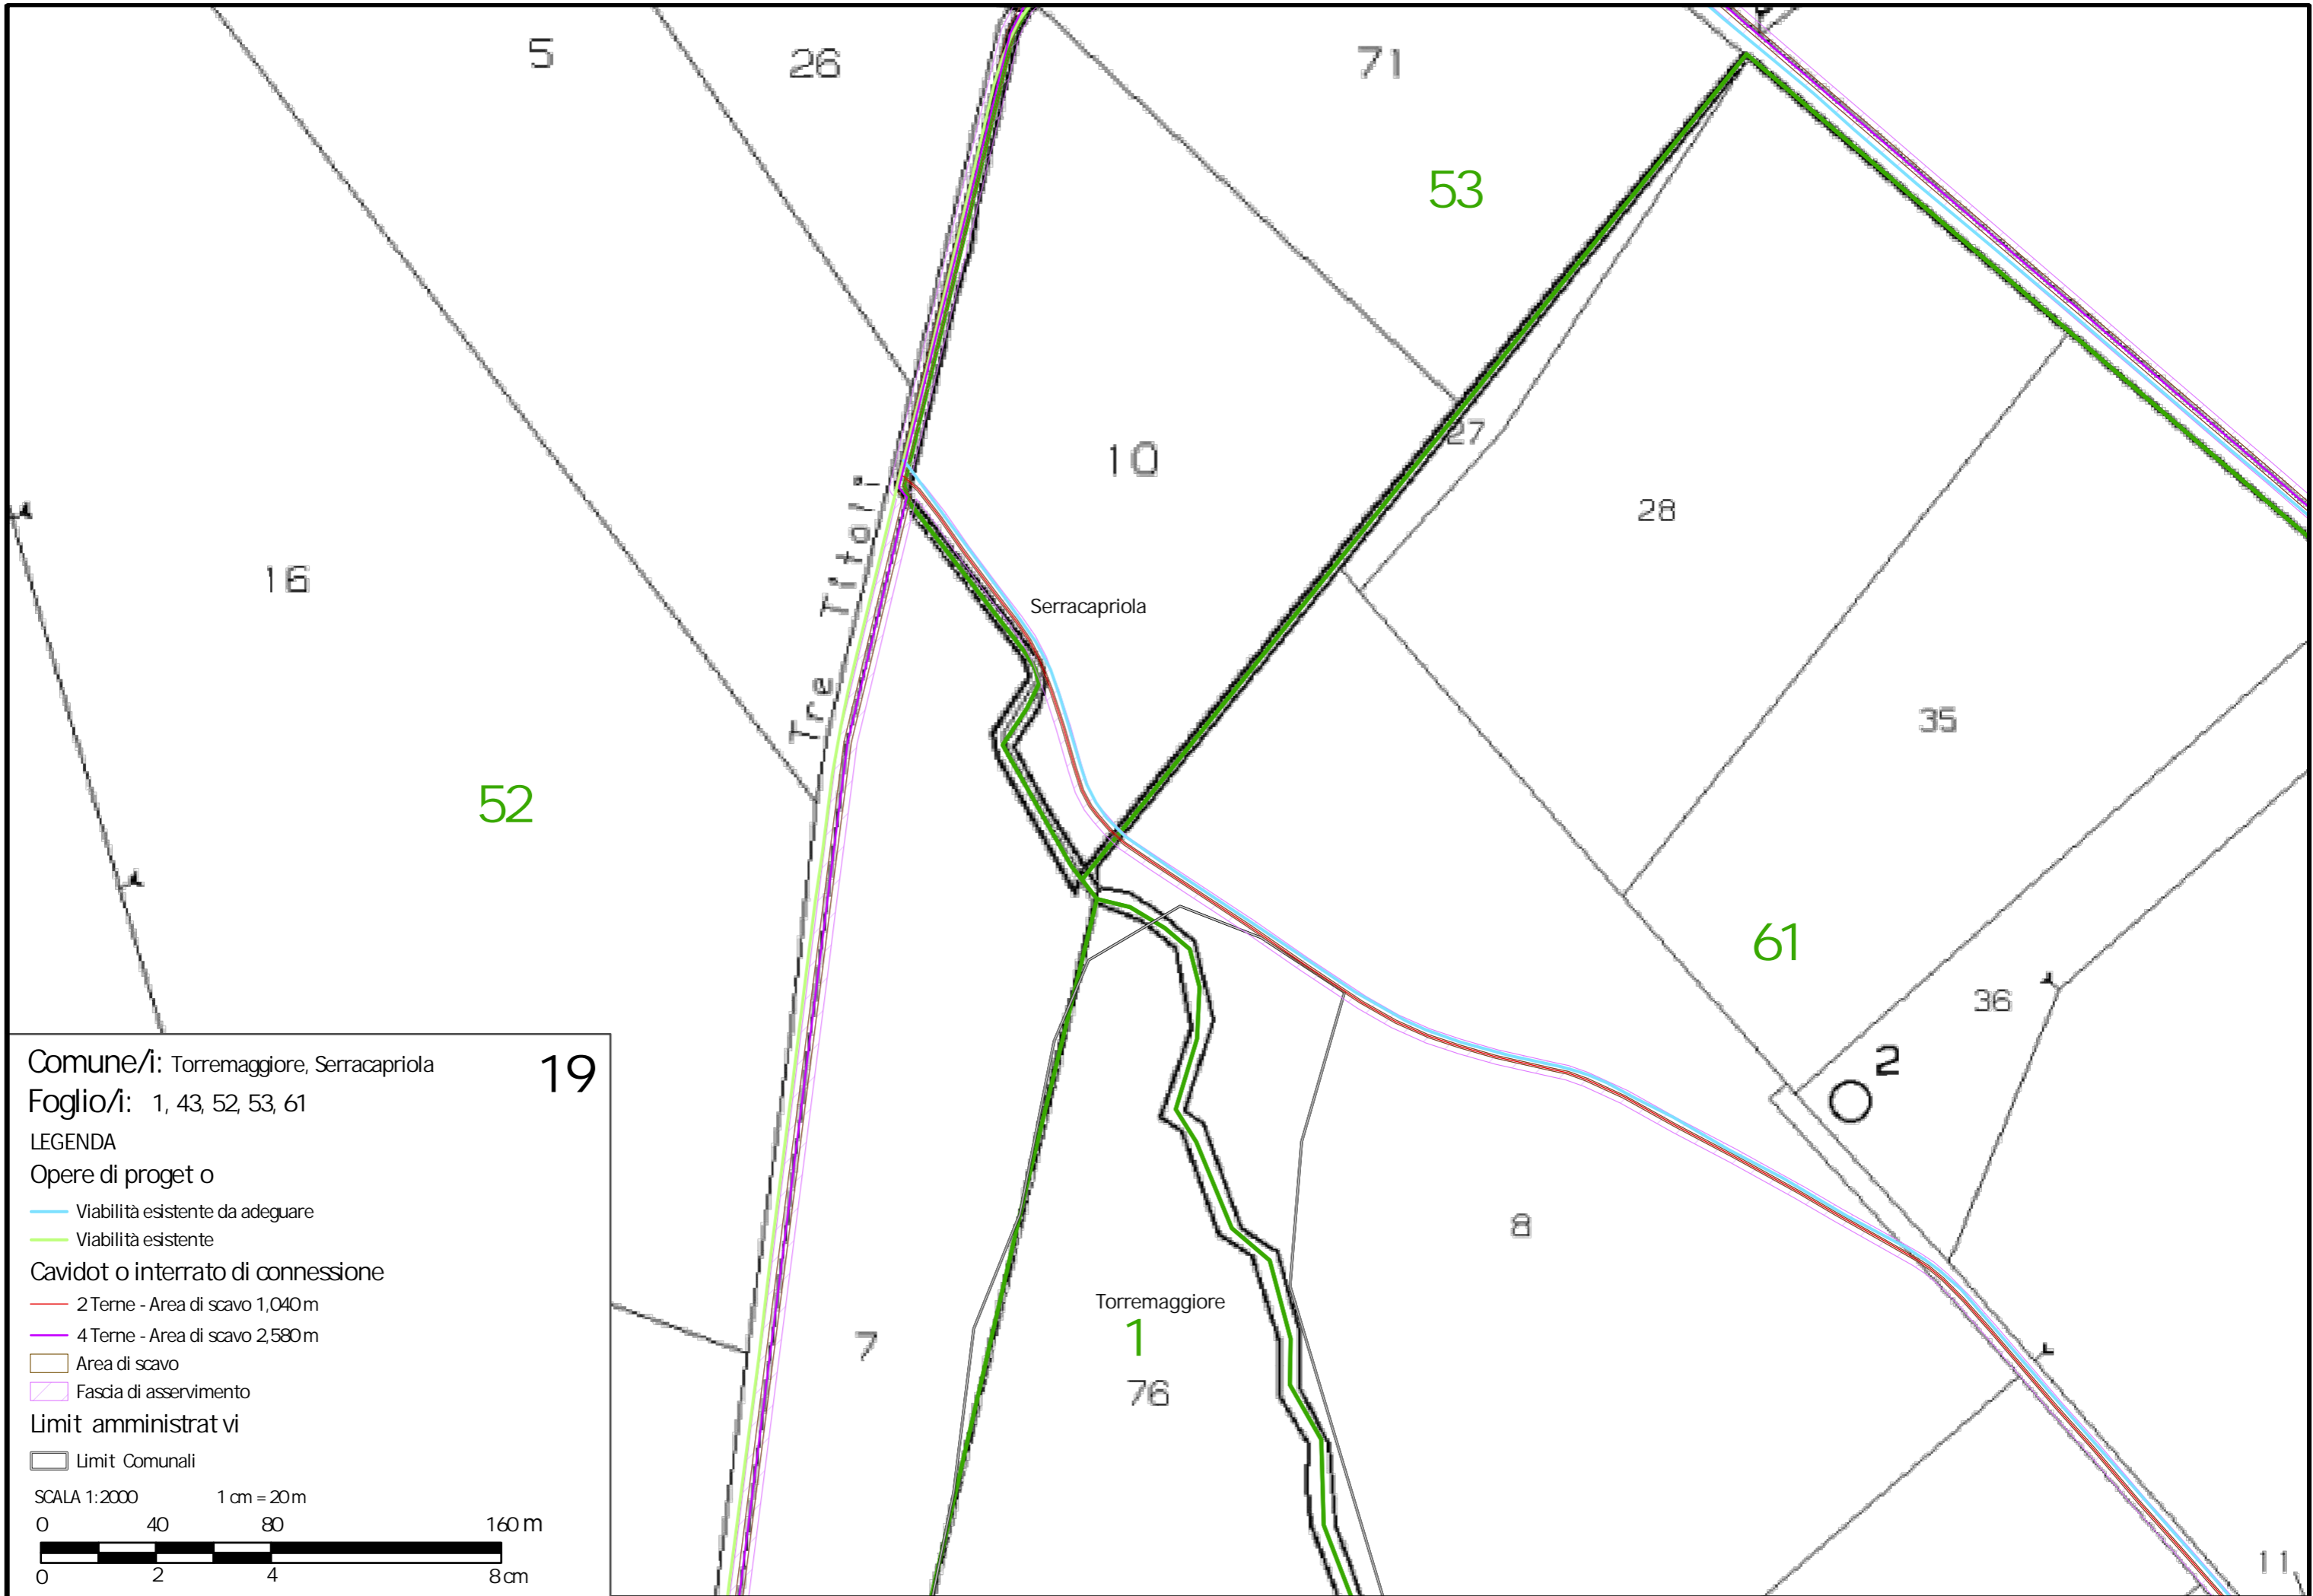 5
26
71
53
27
10
28
16
Tre Titoli
Serracapriola
35
52
61
36
2
8
Torremaggiore
1
7
76
11
Comune/i: Torremaggiore, Serracapriola
19
Foglio/i: 1, 43, 52, 53, 61
LEGENDA
Opere di proget o
Viabilità esistente da adeguare
Viabilità esistente
Cavidot o interrato di connessione
2 Terne - Area di scavo 1,040 m
4 Terne - Area di scavo 2,580 m
Area di scavo
Fascia di asservimento
Limit amministrat vi
Limit Comunali
SCALA 1:2000 1 cm = 20 m
0 40 80 160 m
0 2 4 8 cm